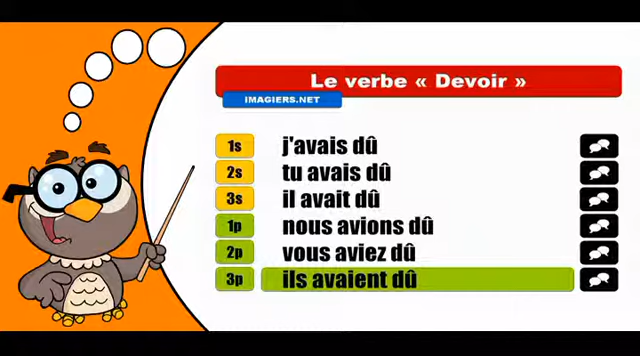 Le verbe « Devoir »
IMAGIERS.NET
1s j'avais dû
2s tu avais dû
3s il avait dû
1p nous avions dû
2p vous aviez dû
3p ils avaient dû